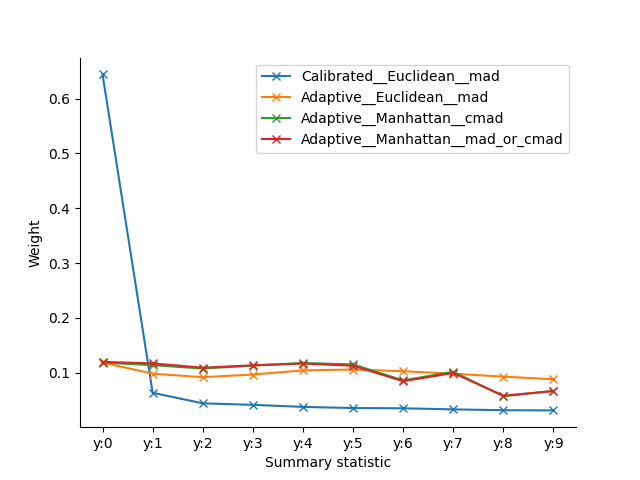 Calibrated__Euclidean__mad
Adaptive__Euclidean__mad
Adaptive__Manhattan__cmad
Adaptive__Manhattan__mad_or_cmad
Weight
0.6
0.5
0.4
0.3
0.2
0.1
y:0 y:1 y:2 y:3 y:4 y:5 y:6 y:7 y:8 y:9
Summary statistic